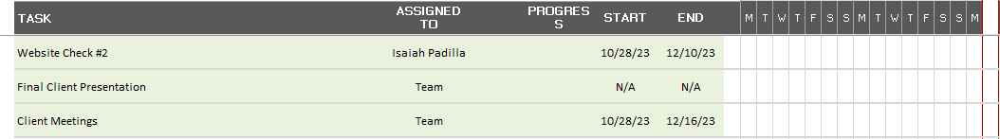 TASK ASSIGNED TO PROGRESS START END M T W T F S S M T W T F S S M
Website Check #2 Isaiah Padilla 10/28/23 12/10/23
Final Client Presentation Team N/A N/A
Client Meetings Team 10/28/23 12/16/23